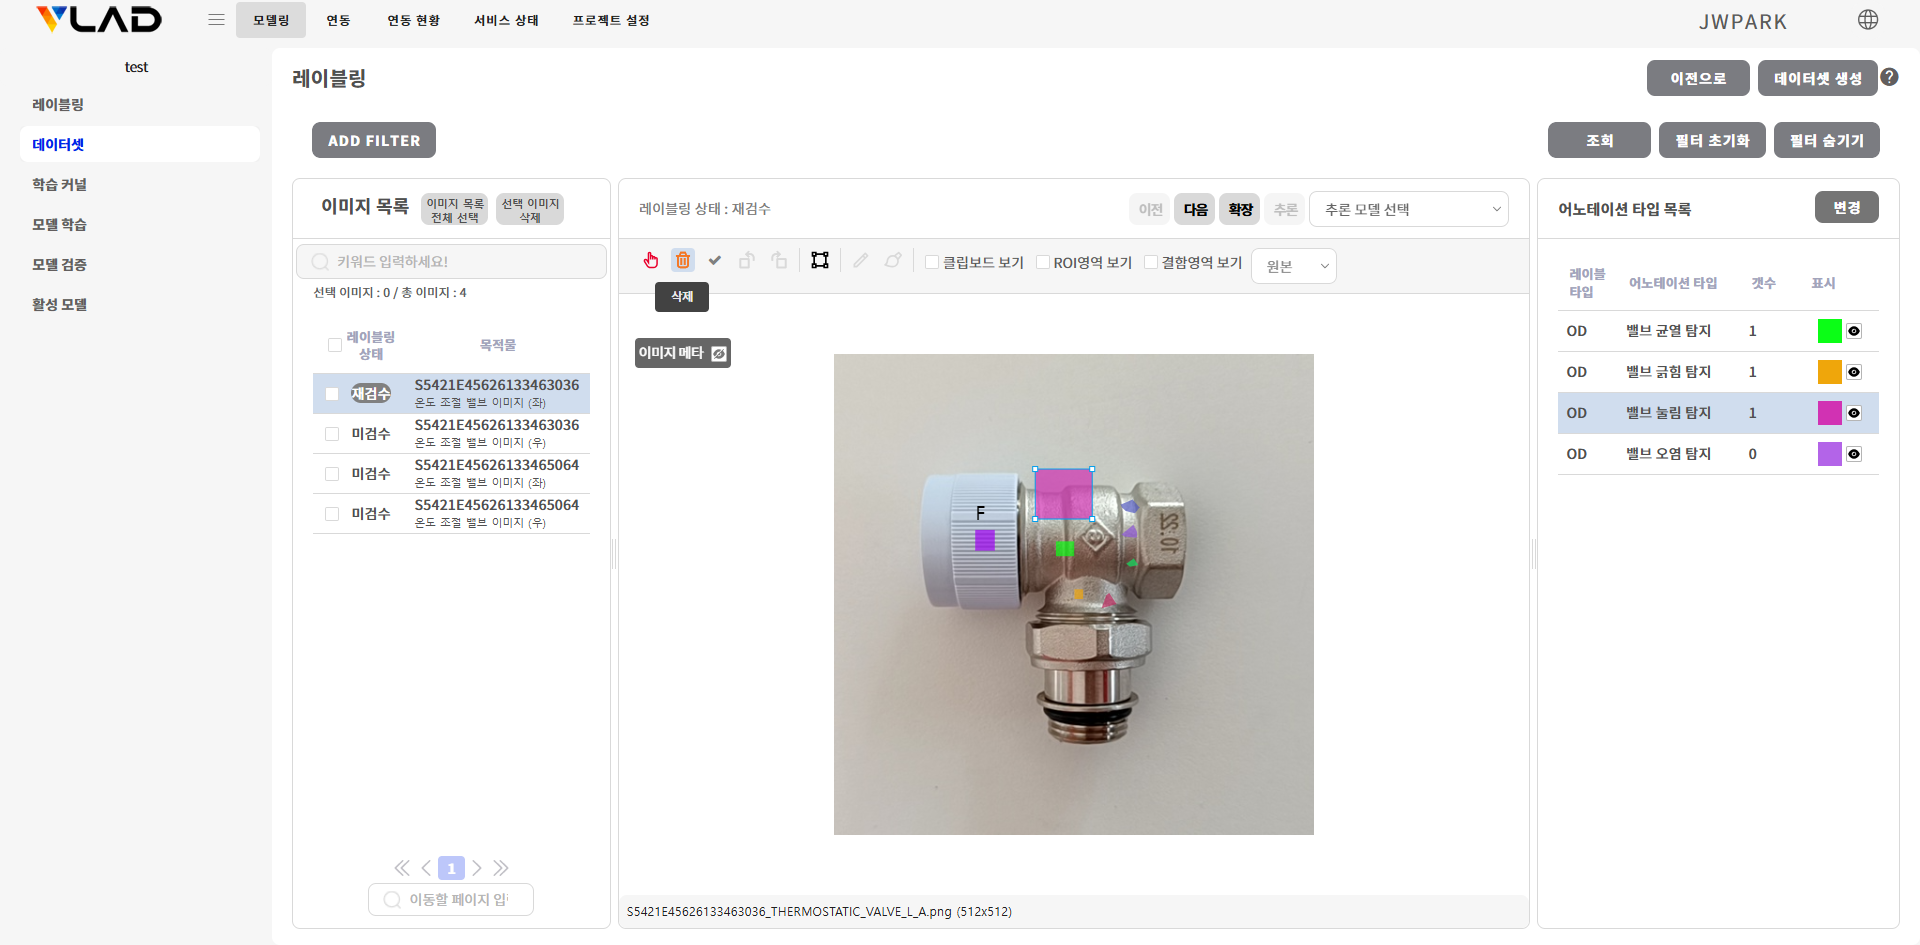 VLAD
모델링 연동 연동 현황 서비스 상태 프로젝트 설정
JWPARK
test
레이블링
데이터셋
학습 커널
모델 학습
모델 검증
활성 모델
레이블링
이전으로 데이터셋 생성 ?
ADD FILTER
조회 필터 초기화 필터 숨기기
이미지 목록
이미지 목록
전체 선택
선택 이미지
삭제
키워드 입력하세요!
선택 이미지 : 0 / 총 이미지 : 4
레이블링
상태
목적물
재검수
S5421E45626133463036
온도 조절 밸브 이미지 (좌)
미검수
S5421E45626133463036
온도 조절 밸브 이미지 (우)
미검수
S5421E45626133465064
온도 조절 밸브 이미지 (좌)
미검수
S5421E45626133465064
온도 조절 밸브 이미지 (우)
1
이동할 페이지 입
레이블링 상태 : 재검수
이전 다음 확장 추론 추론 모델 선택
클립보드 보기 ROI영역 보기 결함영역 보기 원본
삭제
이미지 메타
F
22:01
S5421E45626133463036_THERMOSTATIC_VALVE_L_A.png (512x512)
어노테이션 타입 목록
변경
레이블
타입
어노테이션 타입 갯수 표시
OD 밸브 균열 탐지 1
OD 밸브 긁힘 탐지 1
OD 밸브 눌림 탐지 1
OD 밸브 오염 탐지 0